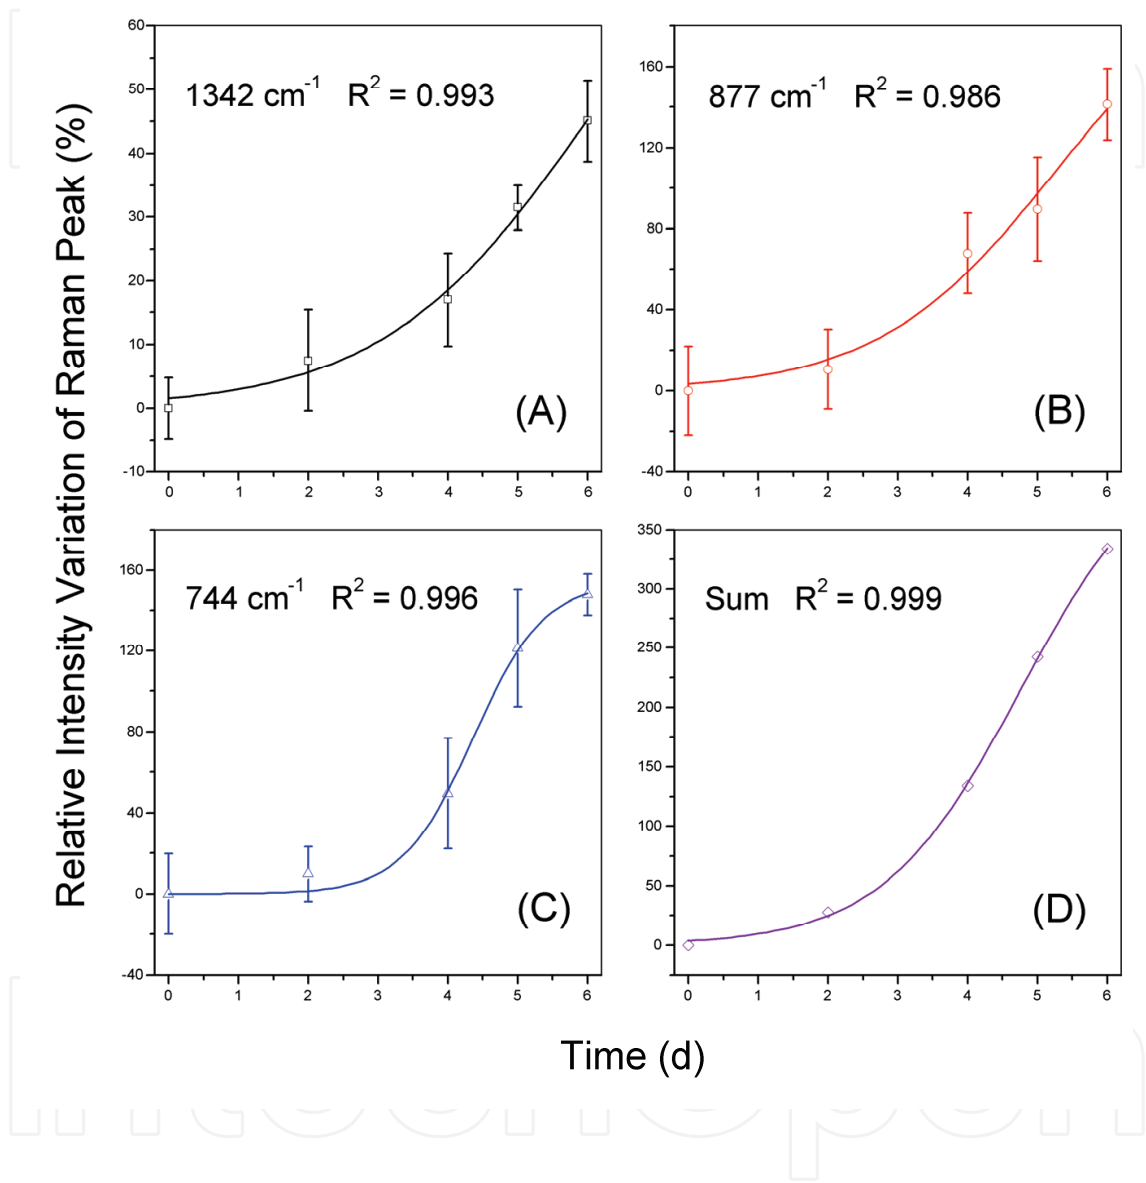 Relative Intensity Variation of Raman Peak (%)
60
50
40
30
20
10
0
-10
1342 cm⁻¹ R² = 0.993
(A)
0 1 2 3 4 5 6
160
120
80
40
0
-40
877 cm⁻¹ R² = 0.986
(B)
0 1 2 3 4 5 6
160
120
80
40
0
-40
744 cm⁻¹ R² = 0.996
(C)
0 1 2 3 4 5 6
350
300
250
200
150
100
50
0
Sum R² = 0.999
(D)
0 1 2 3 4 5 6
Time (d)